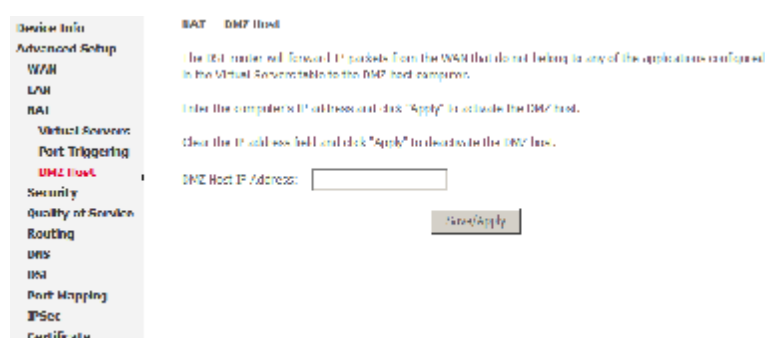 Device Info
Advanced Setup
WAN
LAN
NAT
Virtual Servers
Port Triggering
DMZ Host
Security
Quality of Service
Routing
DNS
DSL
Port Mapping
IPSec
Certificate
NAT DMZ Host
The DSL router will forward IP packets from the WAN that do not belong to any of the applications configured
in the Virtual Servers table to the DMZ host computer.
Enter the computer's IP address and click "Apply" to activate the DMZ host.
Clear the IP address field and click "Apply" to deactivate the DMZ host.
DMZ Host IP Address:
Save/Apply